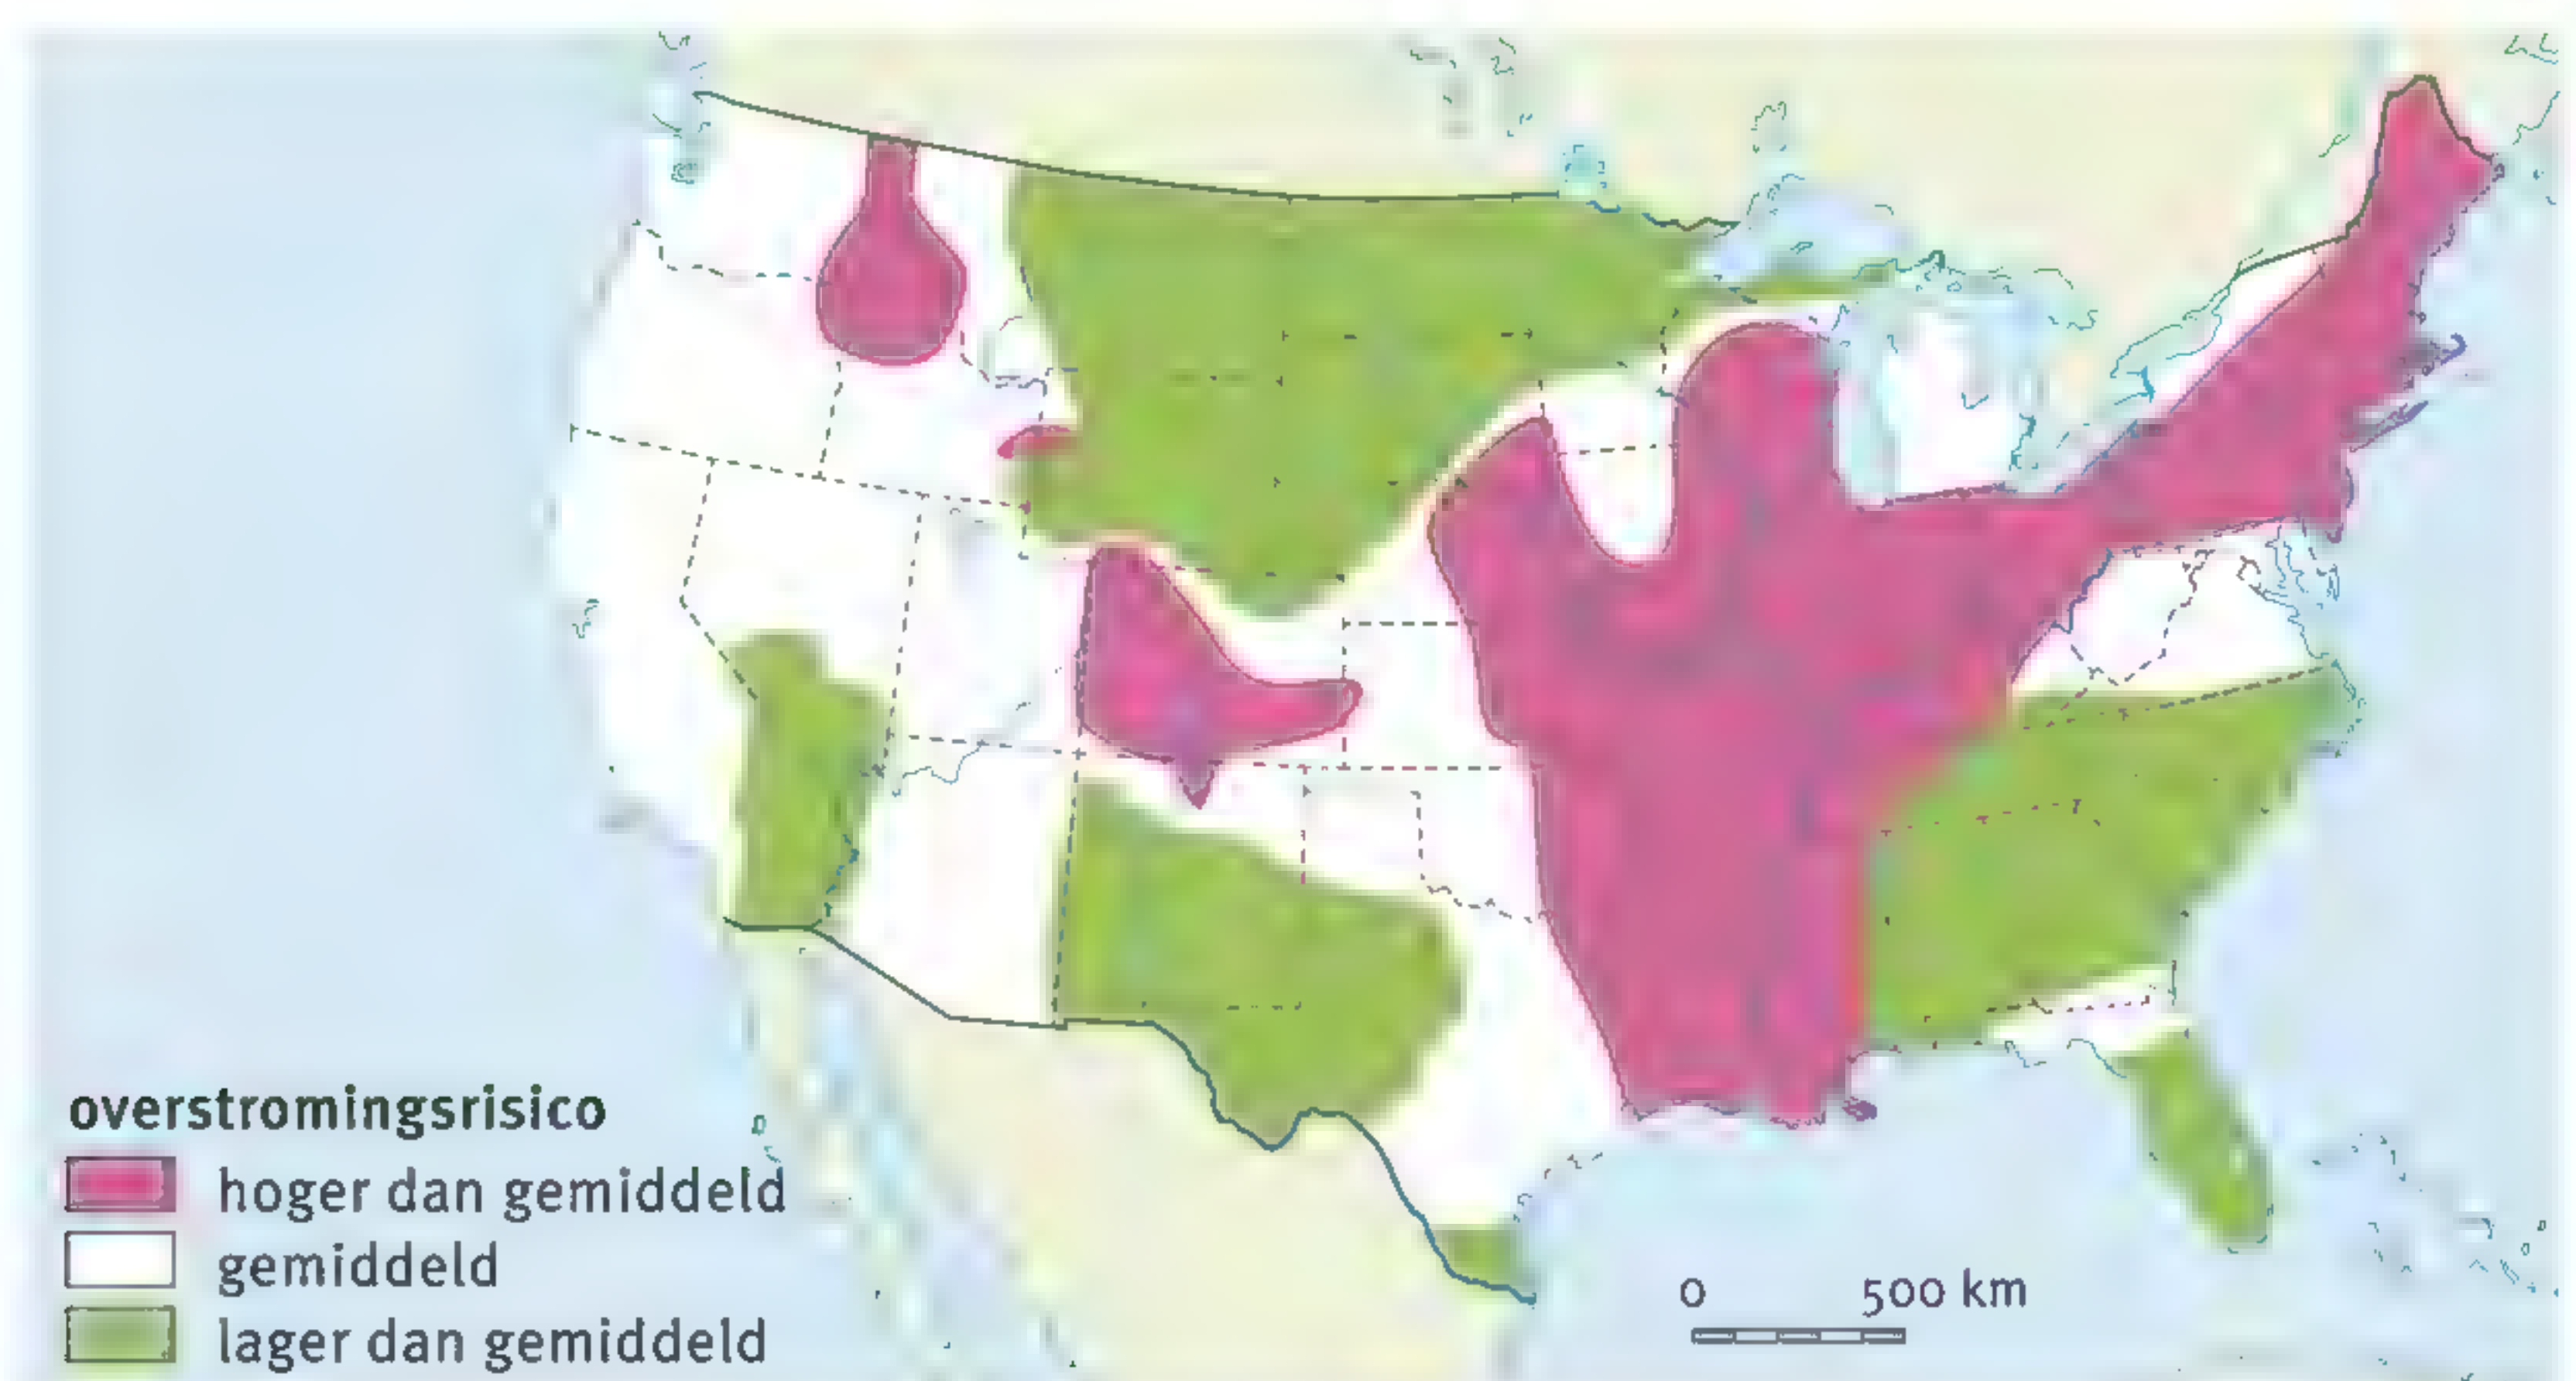 overstromingsrisico
hoger dan gemiddeld
gemiddeld
lager dan gemiddeld
0 500 km